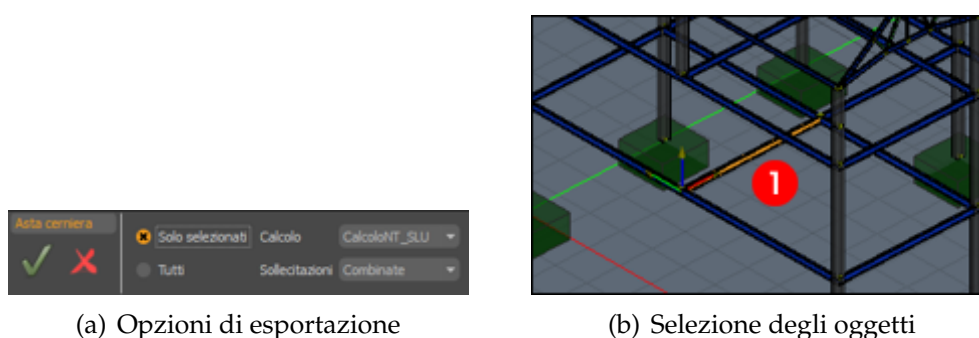 Asta cerniera
Solo selezionati Calcolo CalcoloNT_SLU
Tutti Sollecitazioni Combinate
1
(a) Opzioni di esportazione
(b) Selezione degli oggetti